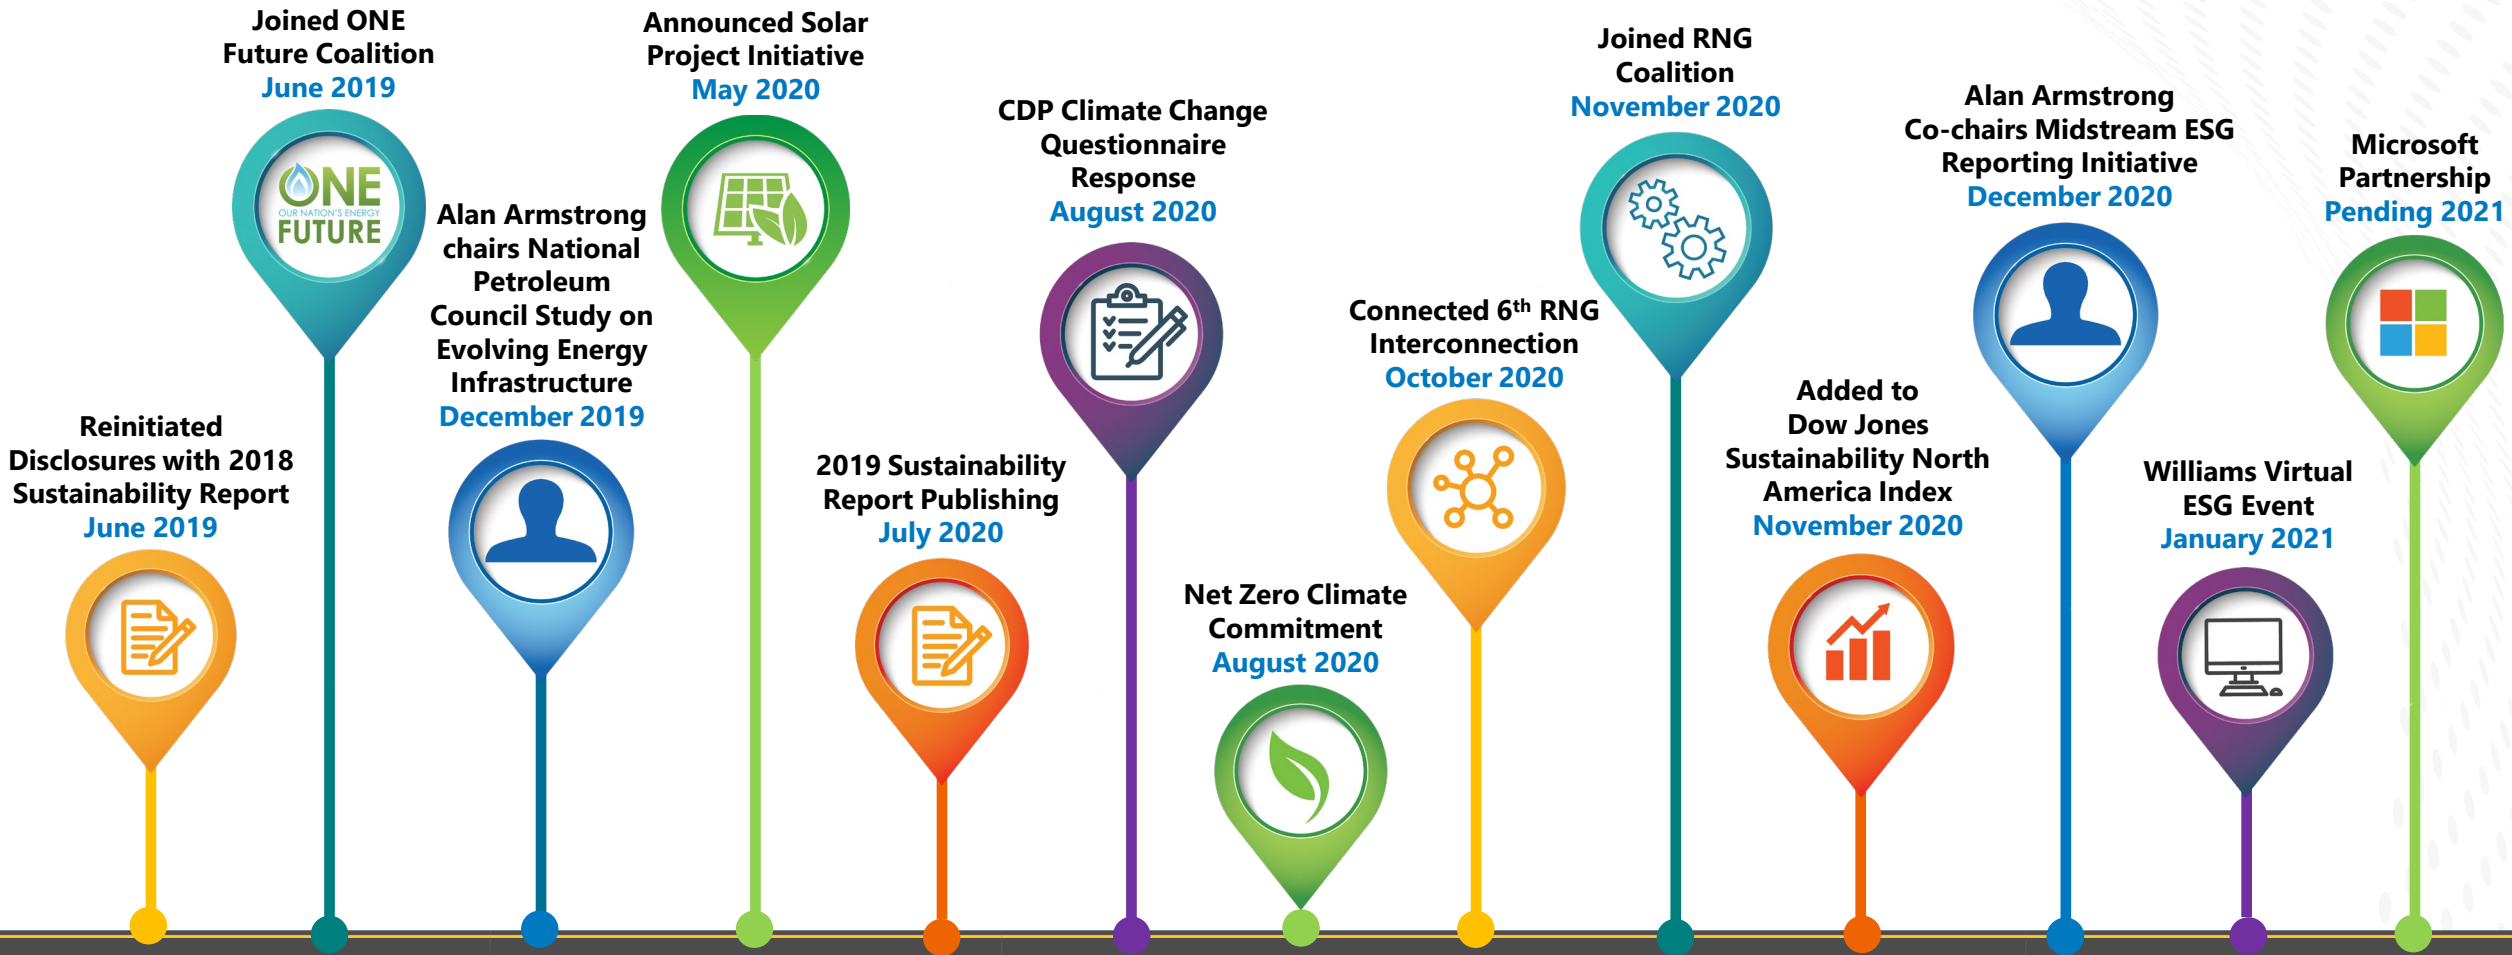 Reinitiated
Disclosures with 2018
Sustainability Report
June 2019
Joined ONE
Future Coalition
June 2019
ONE
OUR NATION'S ENERGY
FUTURE
Alan Armstrong
chairs National
Petroleum
Council Study on
Evolving Energy
Infrastructure
December 2019
Announced Solar
Project Initiative
May 2020
2019 Sustainability
Report Publishing
July 2020
CDP Climate Change
Questionnaire
Response
August 2020
Net Zero Climate
Commitment
August 2020
Connected 6th RNG
Interconnection
October 2020
Joined RNG
Coalition
November 2020
Added to
Dow Jones
Sustainability North
America Index
November 2020
Alan Armstrong
Co-chairs Midstream ESG
Reporting Initiative
December 2020
Williams Virtual
ESG Event
January 2021
Microsoft
Partnership
Pending 2021